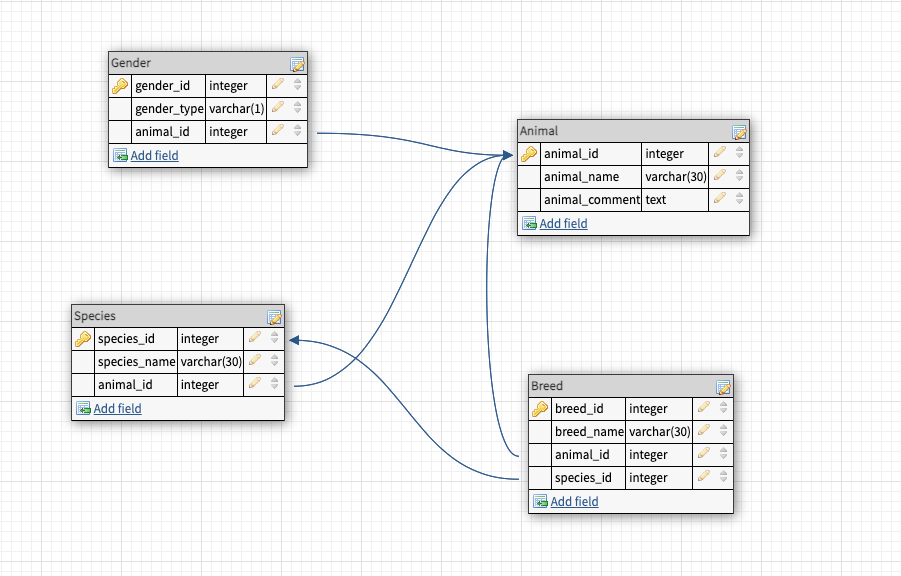 Gender
gender_id integer
gender_type varchar(1)
animal_id integer
Add field
Animal
animal_id integer
animal_name varchar(30)
animal_comment text
Add field
Species
species_id integer
species_name varchar(30)
animal_id integer
Add field
Breed
breed_id integer
breed_name varchar(30)
animal_id integer
species_id integer
Add field